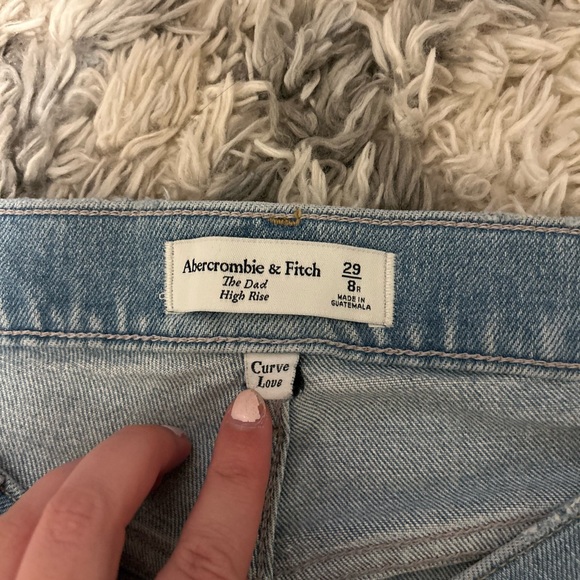 Abercrombie & Fitch
The Dad
High Rise
29
8R
MADE IN
GUATEMALA
Curve
Love